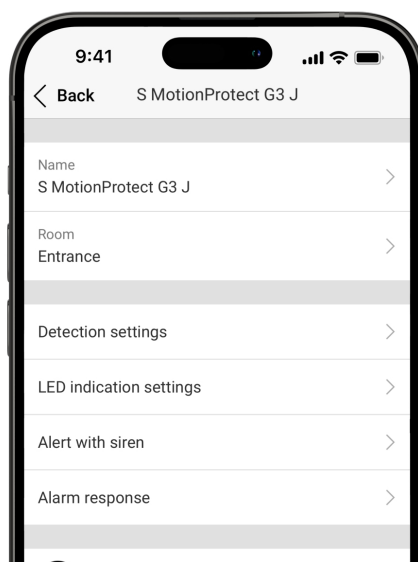 9:41
Back S MotionProtect G3 J
Name
S MotionProtect G3 J
Room
Entrance
Detection settings
LED indication settings
Alert with siren
Alarm response